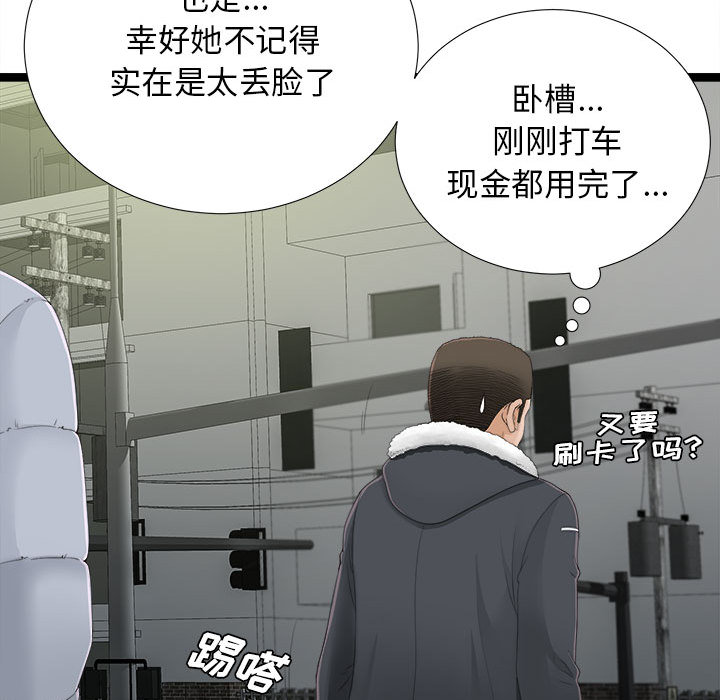 也是...
幸好她不记得
实在是太丢脸了
卧槽...
刚刚打车
现金都用完了...
又要
刷卡了吗?
踢嗒